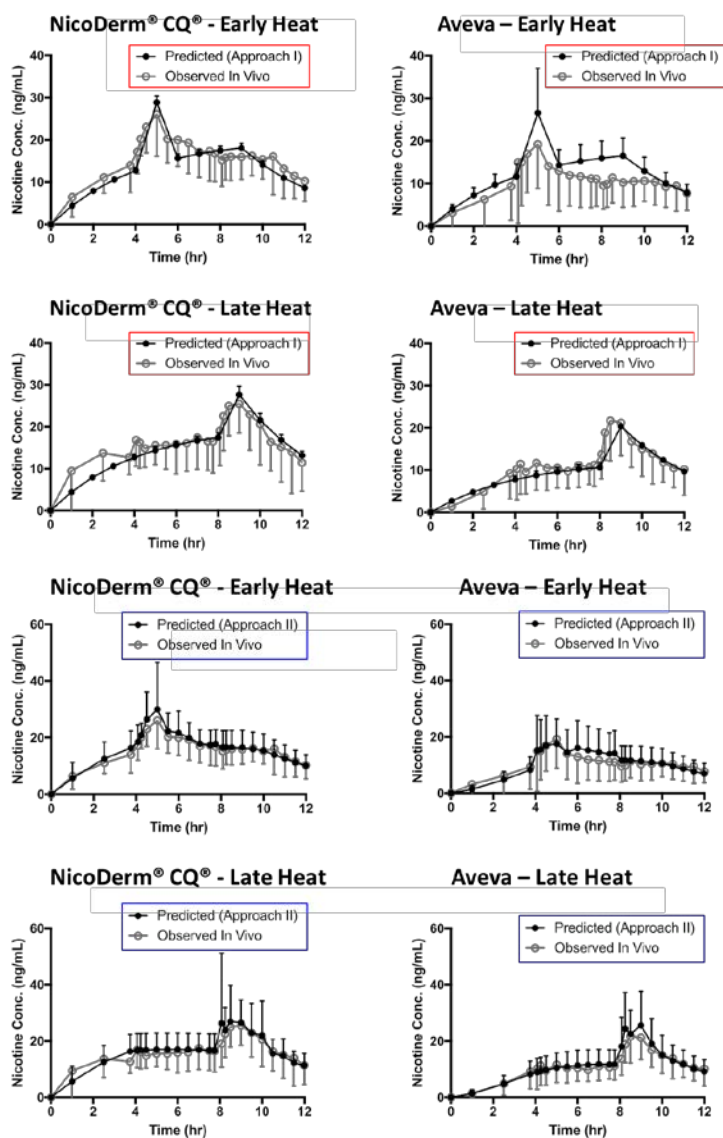 NicoDerm® CQ® - Early Heat
Predicted (Approach I)
Observed In Vivo
Nicotine Conc. (ng/mL)
40
30
20
10
0
0 2 4 6 8 10 12
Time (hr)
Aveva – Early Heat
Predicted (Approach I)
Observed In Vivo
Nicotine Conc. (ng/mL)
40
30
20
10
0
0 2 4 6 8 10 12
Time (hr)
NicoDerm® CQ® - Late Heat
Predicted (Approach I)
Observed In Vivo
Nicotine Conc. (ng/mL)
40
30
20
10
0
0 2 4 6 8 10 12
Time (hr)
Aveva – Late Heat
Predicted (Approach I)
Observed In Vivo
Nicotine Conc. (ng/mL)
40
30
20
10
0
0 2 4 6 8 10 12
Time (hr)
NicoDerm® CQ® - Early Heat
Predicted (Approach II)
Observed In Vivo
Nicotine Conc. (ng/mL)
60
40
20
0
0 2 4 6 8 10 12
Time (hr)
Aveva – Early Heat
Predicted (Approach II)
Observed In Vivo
Nicotine Conc. (ng/mL)
60
40
20
0
0 2 4 6 8 10 12
Time (hr)
NicoDerm® CQ® - Late Heat
Predicted (Approach II)
Observed In Vivo
Nicotine Conc. (ng/mL)
60
40
20
0
0 2 4 6 8 10 12
Time (hr)
Aveva – Late Heat
Predicted (Approach II)
Observed In Vivo
Nicotine Conc. (ng/mL)
60
40
20
0
0 2 4 6 8 10 12
Time (hr)